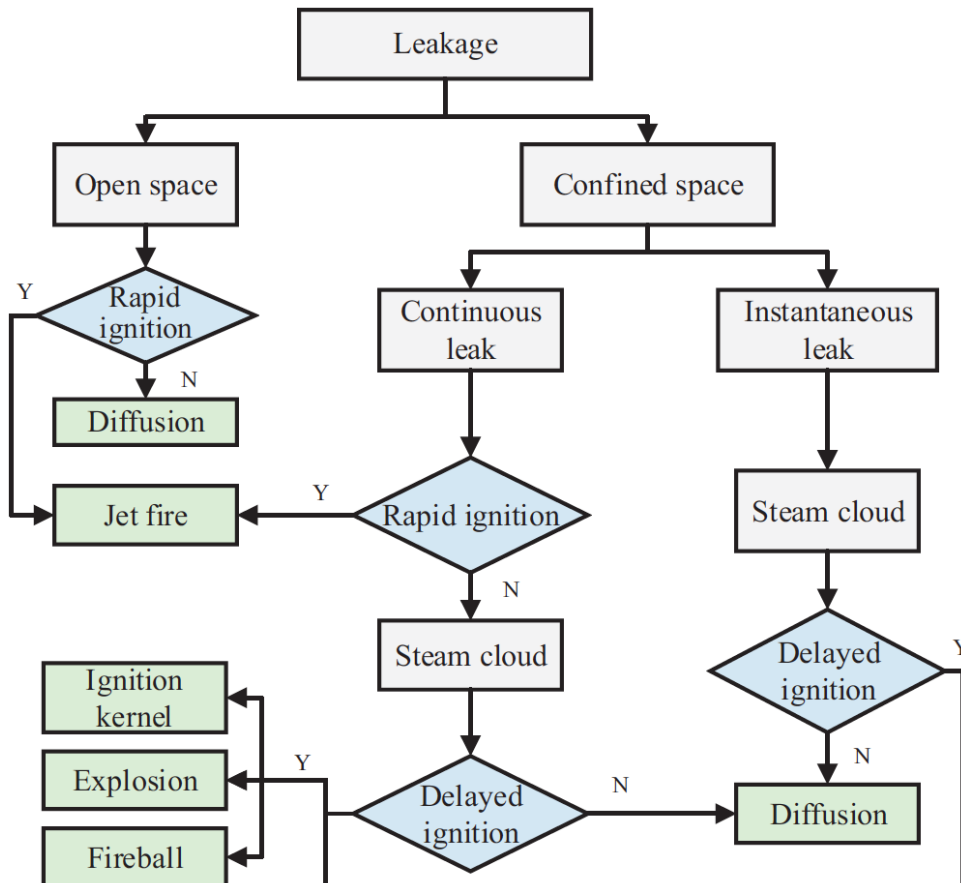 Leakage
Open space
Confined space
Y
Rapid
ignition
Continuous
leak
Instantaneous
leak
N
Diffusion
Jet fire
Y
Rapid ignition
Steam cloud
N
Steam cloud
Delayed
ignition
Y
Ignition
kernel
Explosion
Y
Delayed
ignition
N
N
Diffusion
Fireball